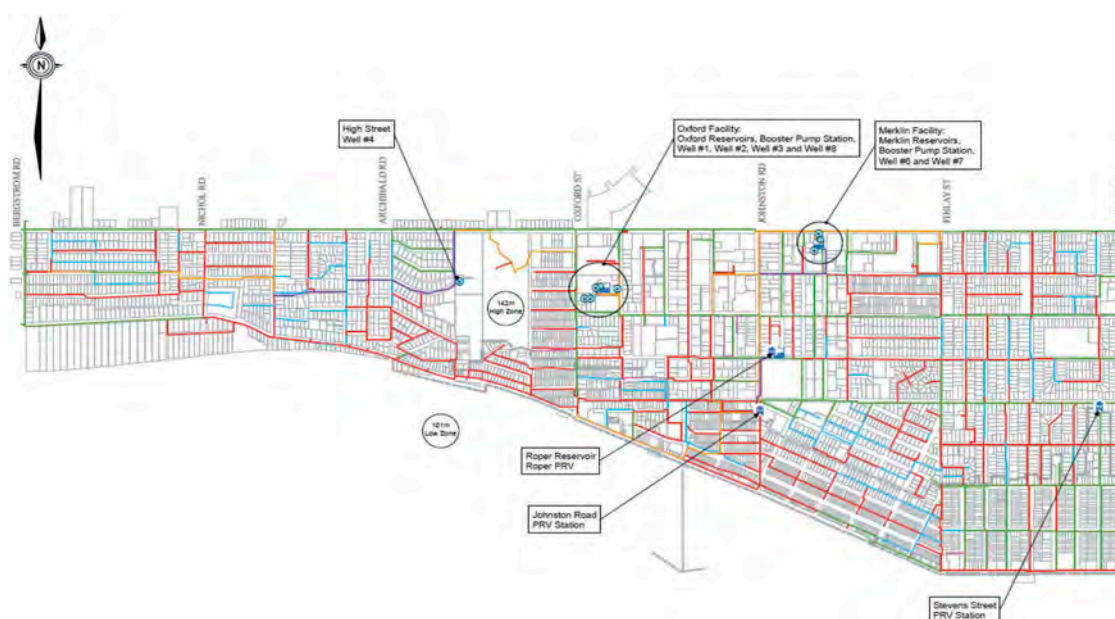 N
High Street
Well #4
Oxford Facility:
Oxford Reservoirs, Booster Pump Station,
Well #1, Well #2, Well #3 and Well #8
Merklin Facility:
Merklin Reservoirs,
Booster Pump Station,
Well #6 and Well #7
BERGSTROM RD
NICHOL RD
ARCHIBALD RD
OXFORD ST
JOHNSTON RD
FINLAY ST
142m
High Zone
101m
Low Zone
Roper Reservoir
Roper PRV
Johnston Road
PRV Station
Stevens Street
PRV Station